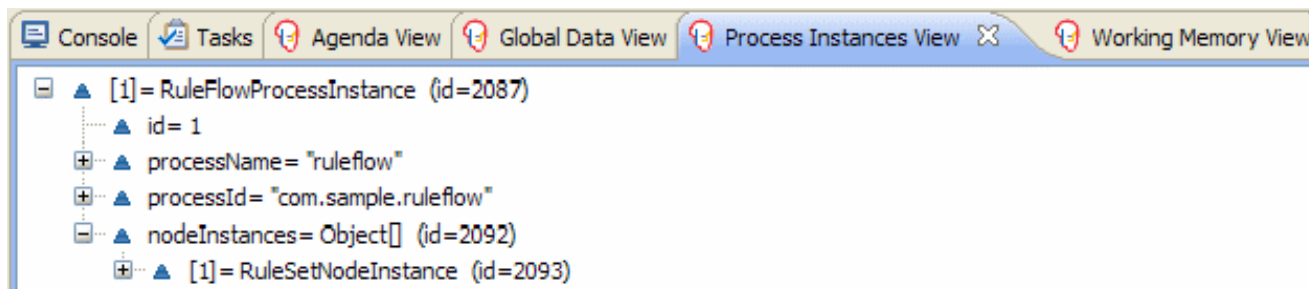 Console Tasks Agenda View Global Data View Process Instances View Working Memory View
[1]= RuleFlowProcessInstance (id=2087)
id= 1
processName= "ruleflow"
processId= "com.sample.ruleflow"
nodeInstances= Object[] (id=2092)
[1]= RuleSetNodeInstance (id=2093)